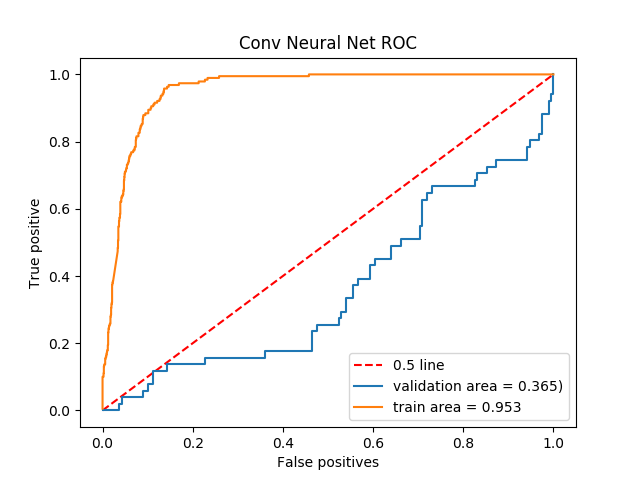 Conv Neural Net ROC
1.0
0.8
0.6
0.4
0.2
0.0
True positive
0.0 0.2 0.4 0.6 0.8 1.0
False positives
0.5 line
validation area = 0.365)
train area = 0.953